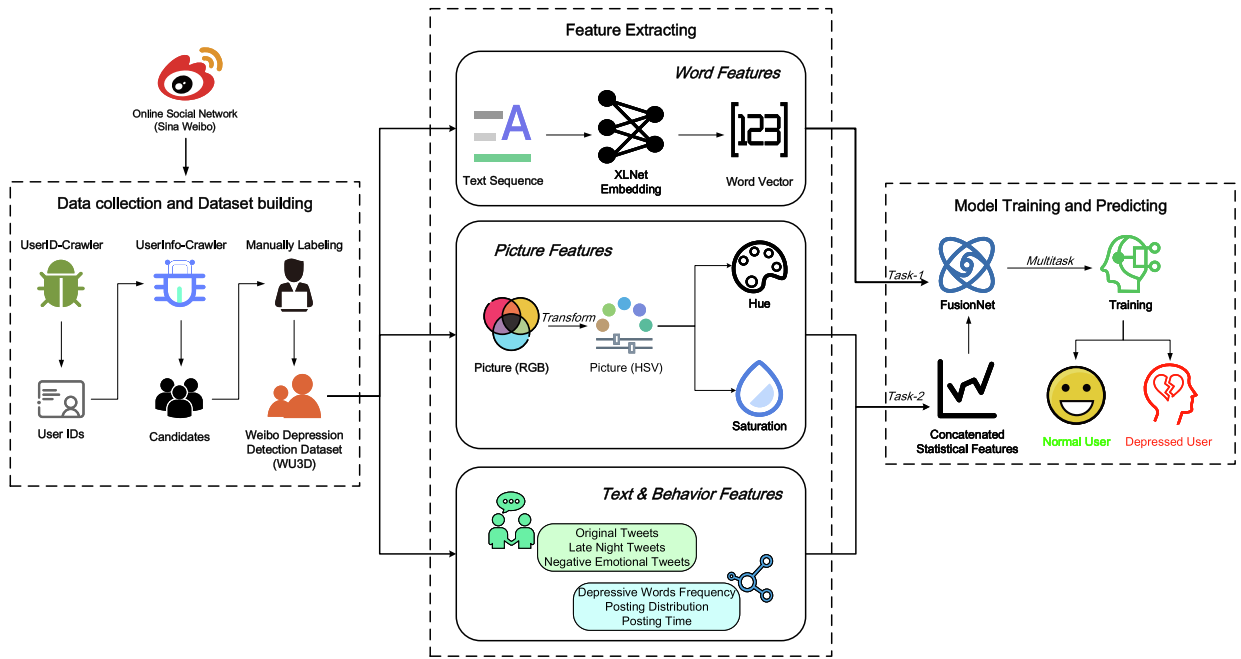 Online Social Network
(Sina Weibo)
Data collection and Dataset building
UserID-Crawler
UserInfo-Crawler
Manually Labeling
User IDs
Candidates
Weibo Depression
Detection Dataset
(WU3D)
Feature Extracting
Word Features
A
[123]
Text Sequence
XLNet
Embedding
Word Vector
Picture Features
Transform
Picture (RGB)
Picture (HSV)
Hue
Saturation
Text & Behavior Features
Original Tweets
Late Night Tweets
Negative Emotional Tweets
Depressive Words Frequency
Posting Distribution
Posting Time
Model Training and Predicting
Task-1
FusionNet
Multitask
Training
Task-2
Concatenated
Statistical Features
Normal User
Depressed User